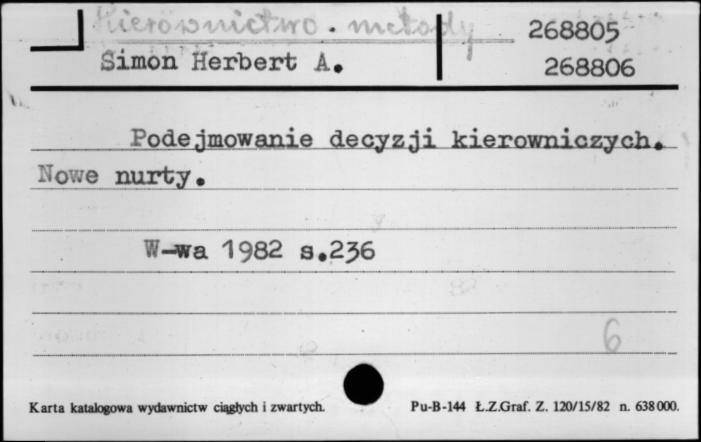 Kierownictwo - metody
268805
Simon Herbert A.
268806
Podejmowanie decyzji kierowniczych.
Nowe nurty.
W-wa 1982 s.236
6
Karta katalogowa wydawnictw ciągłych i zwartych.
Pu-B-144 Ł.Z.Graf. Z. 120/15/82 n. 638000.